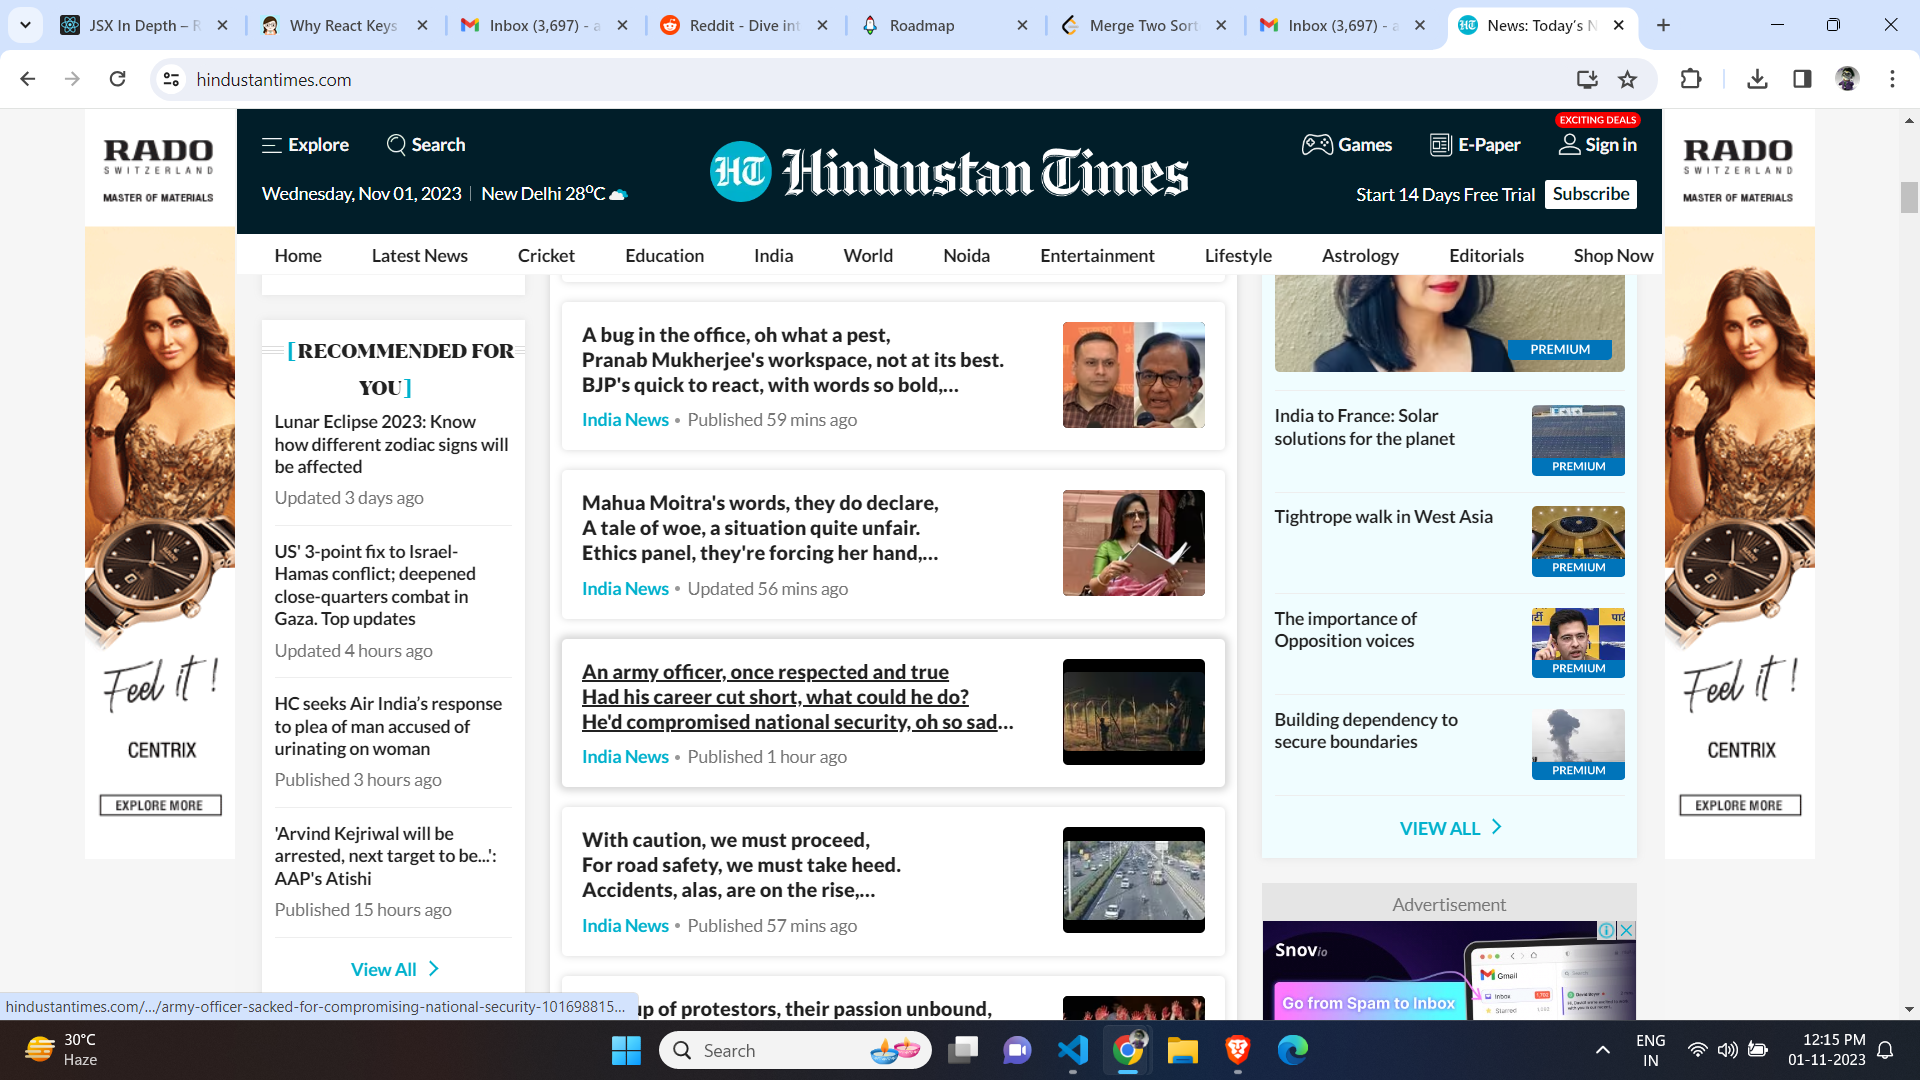 JSX In Depth – R
Why React Keys
Inbox (3,697) - a
Reddit - Dive int
Roadmap
Merge Two Sort
Inbox (3,697) - a
News: Today's N
hindustantimes.com
RADO
SWITZERLAND
MASTER OF MATERIALS
Feel it !
CENTRIX
EXPLORE MORE
Explore
Search
Wednesday, Nov 01, 2023
New Delhi 28°C
HT Hindustan Times
Games
E-Paper
EXCITING DEALS
Sign in
Start 14 Days Free Trial
Subscribe
Home
Latest News
Cricket
Education
India
World
Noida
Entertainment
Lifestyle
Astrology
Editorials
Shop Now
[RECOMMENDED FOR
YOU]
Lunar Eclipse 2023: Know
how different zodiac signs will
be affected
Updated 3 days ago
US' 3-point fix to Israel-
Hamas conflict; deepened
close-quarters combat in
Gaza. Top updates
Updated 4 hours ago
HC seeks Air India's response
to plea of man accused of
urinating on woman
Published 3 hours ago
'Arvind Kejriwal will be
arrested, next target to be...':
AAP's Atishi
Published 15 hours ago
View All
A bug in the office, oh what a pest,
Pranab Mukherjee's workspace, not at its best.
BJP's quick to react, with words so bold,...
India News • Published 59 mins ago
Mahua Moitra's words, they do declare,
A tale of woe, a situation quite unfair.
Ethics panel, they're forcing her hand,...
India News • Updated 56 mins ago
An army officer, once respected and true
Had his career cut short, what could he do?
He'd compromised national security, oh so sad...
India News • Published 1 hour ago
With caution, we must proceed,
For road safety, we must take heed.
Accidents, alas, are on the rise,...
India News • Published 57 mins ago
up of protestors, their passion unbound,
PREMIUM
India to France: Solar
solutions for the planet
PREMIUM
Tightrope walk in West Asia
PREMIUM
The importance of
Opposition voices
PREMIUM
Building dependency to
secure boundaries
PREMIUM
VIEW ALL
Advertisement
Snovio
Go from Spam to Inbox
Gmail
Inbox
Starred
RADO
SWITZERLAND
MASTER OF MATERIALS
Feel it !
CENTRIX
EXPLORE MORE
hindustantimes.com/.../army-officer-sacked-for-compromising-national-security-101698815...
30°C
Haze
Search
ENG
IN
12:15 PM
01-11-2023